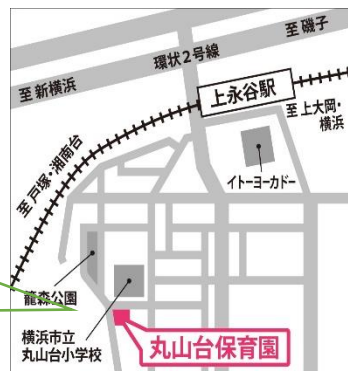 至 磯子
環状2号線
至 新横浜
上永谷駅
至 上大岡・
横浜
至 戸塚・湘南台
イトーヨーカドー
籠森公園
横浜市立
丸山台小学校
丸山台保育園